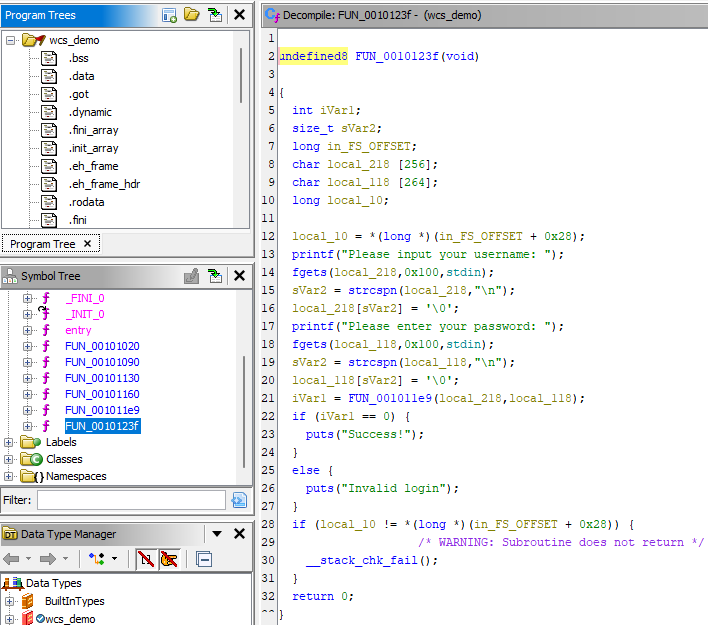 Program Trees
wcs_demo
.bss
.data
.got
.dynamic
.fini_array
.init_array
.eh_frame
.eh_frame_hdr
.rodata
.fini
Program Tree
Symbol Tree
_FINI_0
_INIT_0
entry
FUN_00101020
FUN_00101090
FUN_00101130
FUN_00101160
FUN_001011e9
FUN_0010123f
Labels
Classes
Namespaces
Filter:
Data Type Manager
Data Types
BuiltInTypes
wcs_demo
Decompile: FUN_0010123f - (wcs_demo)
1
2 undefined8 FUN_0010123f(void)
3
4 {
5 int iVar1;
6 size_t sVar2;
7 long in_FS_OFFSET;
8 char local_218 [256];
9 char local_118 [264];
10 long local_10;
11
12 local_10 = *(long *)(in_FS_OFFSET + 0x28);
13 printf("Please input your username: ");
14 fgets(local_218,0x100,stdin);
15 sVar2 = strcspn(local_218,"\n");
16 local_218[sVar2] = '\0';
17 printf("Please enter your password: ");
18 fgets(local_118,0x100,stdin);
19 sVar2 = strcspn(local_118,"\n");
20 local_118[sVar2] = '\0';
21 iVar1 = FUN_001011e9(local_218,local_118);
22 if (iVar1 == 0) {
23 puts("Success!");
24 }
25 else {
26 puts("Invalid login");
27 }
28 if (local_10 != *(long *)(in_FS_OFFSET + 0x28)) {
29 /* WARNING: Subroutine does not return */
30 __stack_chk_fail();
31 }
32 return 0;
}